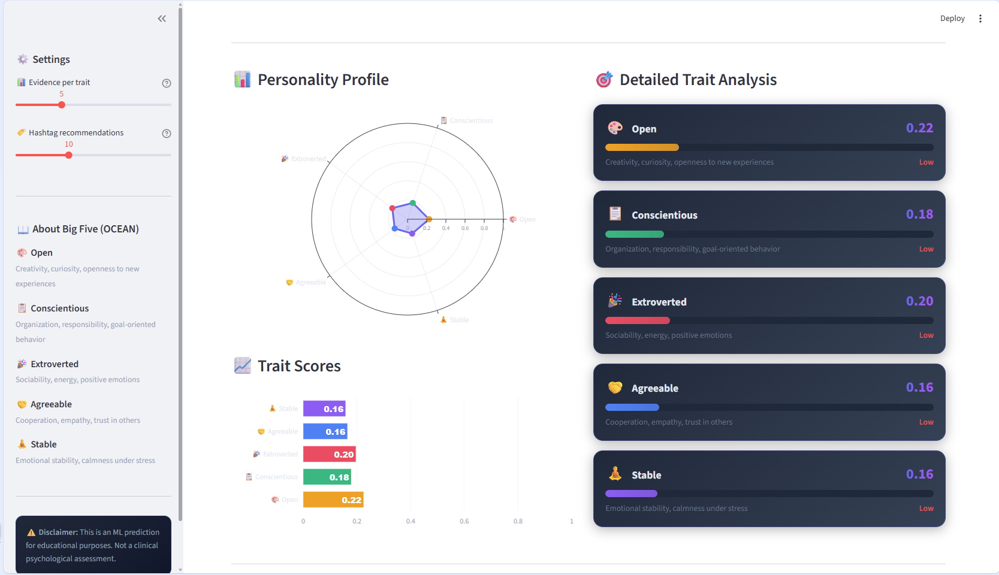 Settings
Evidence per trait
5
Hashtag recommendations
10
About Big Five (OCEAN)
Open
Creativity, curiosity, openness to new
experiences
Conscientious
Organization, responsibility, goal-oriented
behavior
Extroverted
Sociability, energy, positive emotions
Agreeable
Cooperation, empathy, trust in others
Stable
Emotional stability, calmness under stress
Disclaimer: This is an ML prediction
for educational purposes. Not a clinical
psychological assessment.
Deploy
Personality Profile
Conscientious
Extroverted
Open
0 0.2 0.4 0.6 0.8 1
Agreeable
Stable
Trait Scores
Stable 0.16
Agreeable 0.16
Extroverted 0.20
Conscientious 0.18
Open 0.22
0 0.2 0.4 0.6 0.8 1
Detailed Trait Analysis
Open 0.22
Creativity, curiosity, openness to new experiences Low
Conscientious 0.18
Organization, responsibility, goal-oriented behavior Low
Extroverted 0.20
Sociability, energy, positive emotions Low
Agreeable 0.16
Cooperation, empathy, trust in others Low
Stable 0.16
Emotional stability, calmness under stress Low